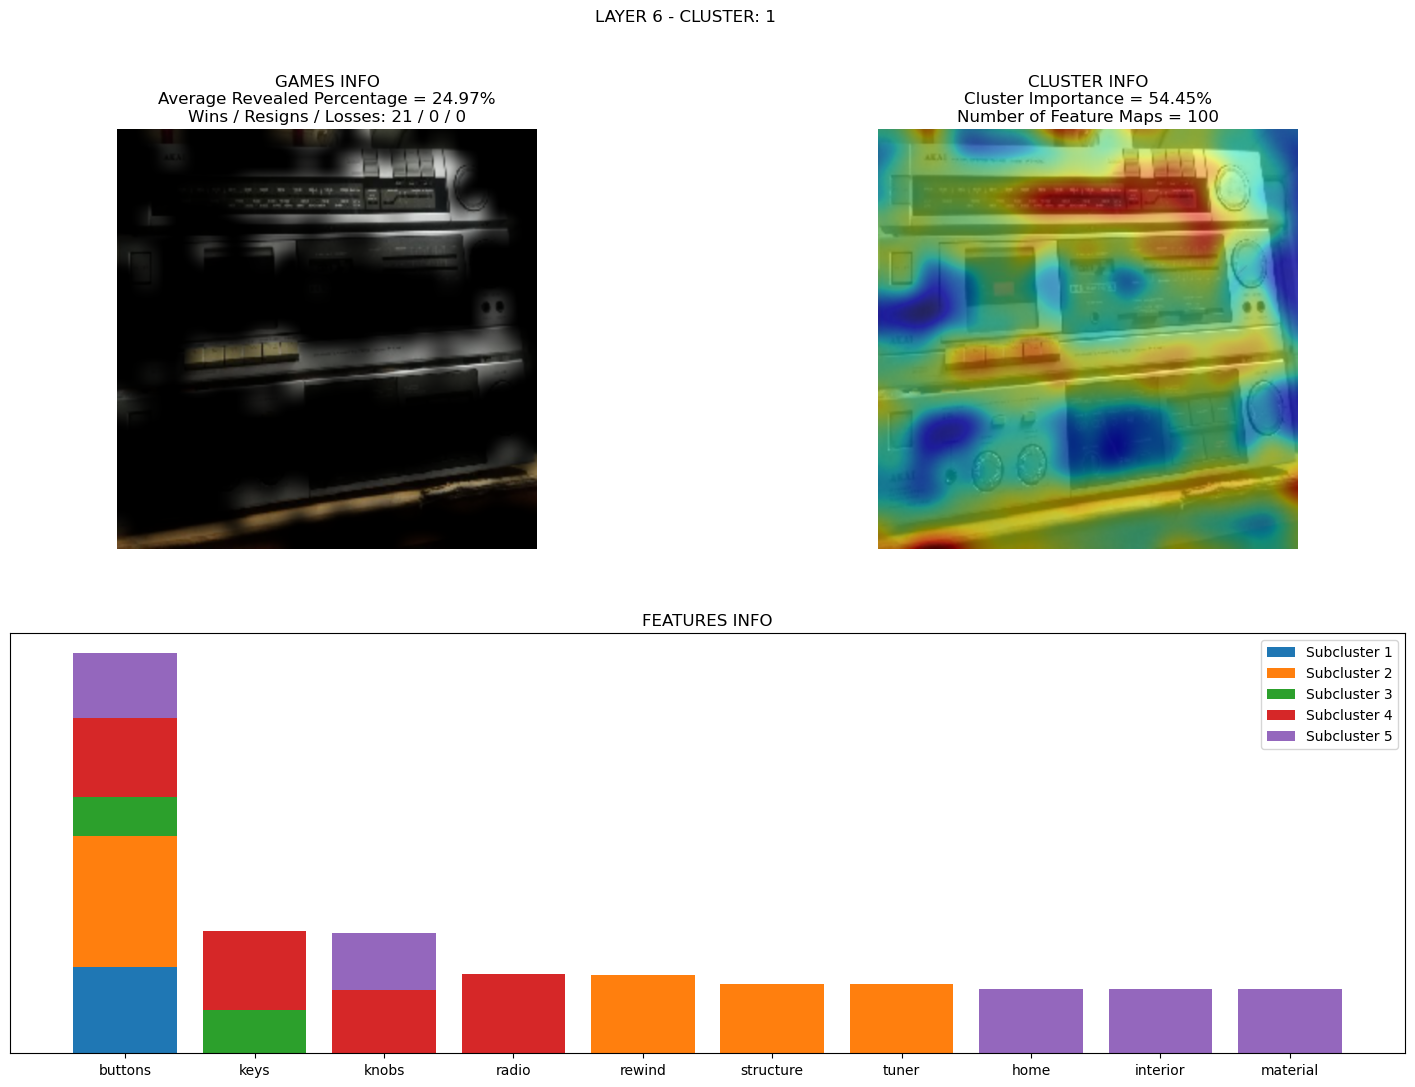 LAYER 6 - CLUSTER: 1
GAMES INFO
Average Revealed Percentage = 24.97%
Wins / Resigns / Losses: 21 / 0 / 0
CLUSTER INFO
Cluster Importance = 54.45%
Number of Feature Maps = 100
AKAI
FEATURES INFO
Subcluster 1
Subcluster 2
Subcluster 3
Subcluster 4
Subcluster 5
buttons
keys
knobs
radio
rewind
structure
tuner
home
interior
material